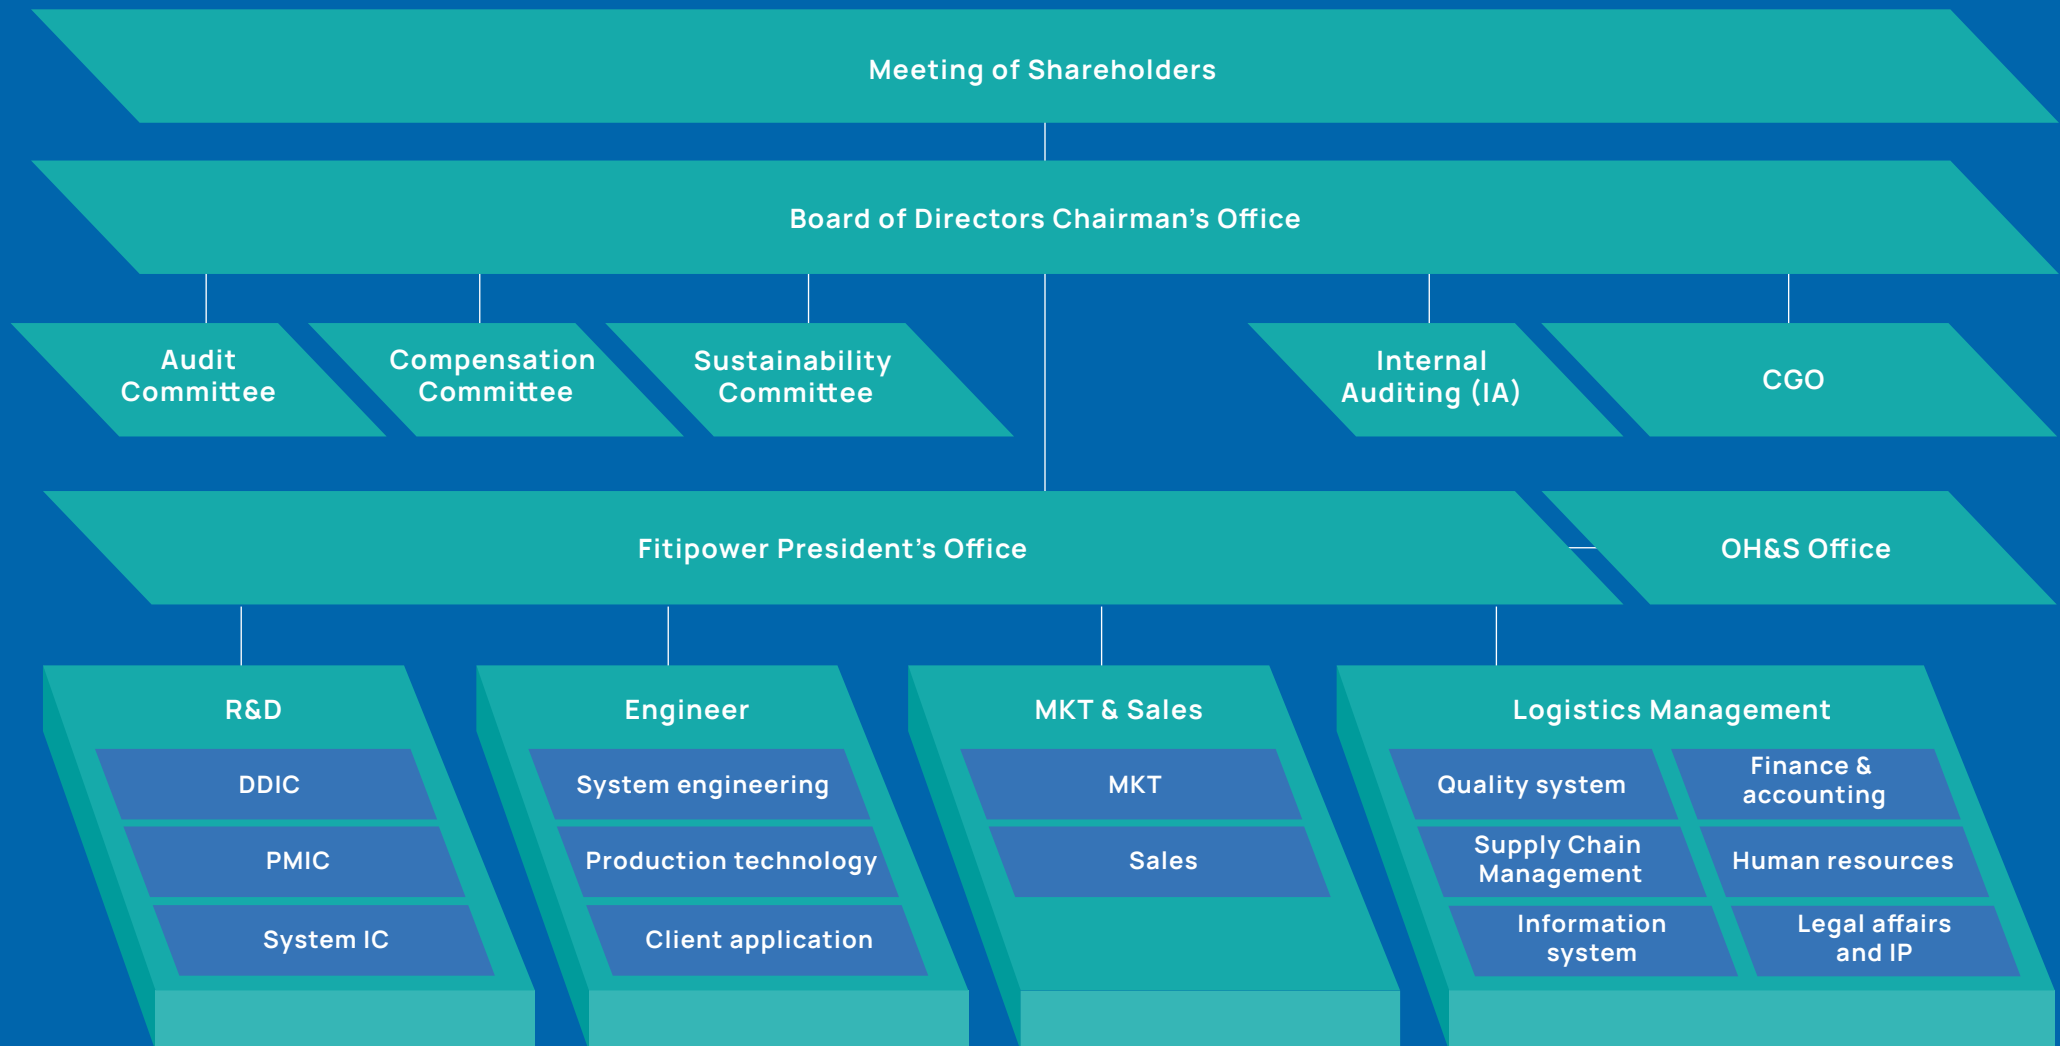 Meeting of Shareholders
Board of Directors Chairman's Office
Audit
Committee
Compensation
Committee
Sustainability
Committee
Internal
Auditing (IA)
CGO
Fitipower President's Office
OH&S Office
R&D
DDIC
PMIC
System IC
Engineer
System engineering
Production technology
Client application
MKT & Sales
MKT
Sales
Logistics Management
Quality system
Finance &
accounting
Supply Chain
Management
Human resources
Information
system
Legal affairs
and IP